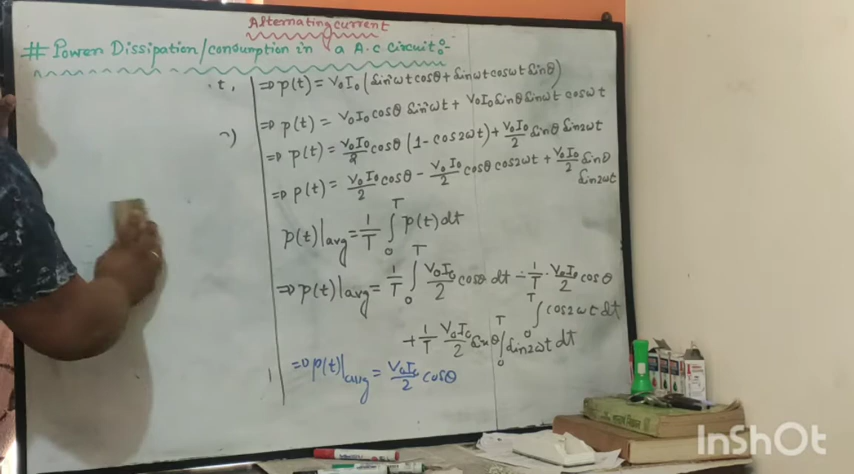 Alternating current
# Power Dissipation/consumption in a A.C Circuit:-
t,
⇒ p(t) = V₀I₀ (sin²ωt cosθ + sinωt cosωt sinθ)
⇒ p(t) = V₀I₀ cosθ sin²ωt + V₀I₀ sinθ sinωt cosωt
⇒ p(t) = V₀I₀/2 cosθ (1 - cos2ωt) + V₀I₀/2 sinθ sin2ωt
⇒ p(t) = V₀I₀/2 cosθ - V₀I₀/2 cosθ cos2ωt + V₀I₀/2 sinθ
sin2ωt
p(t)|avg = 1/T ∫₀ᵀ p(t)dt
⇒ p(t)|avg = 1/T ∫₀ᵀ V₀I₀/2 cosθ dt - 1/T · V₀I₀/2 cosθ
∫₀ᵀ cos2ωt dt
+ 1/T V₀I₀/2 sinθ ∫₀ᵀ sin2ωt dt
⇒ p(t)|avg = V₀I₀/2 cosθ
InShOt